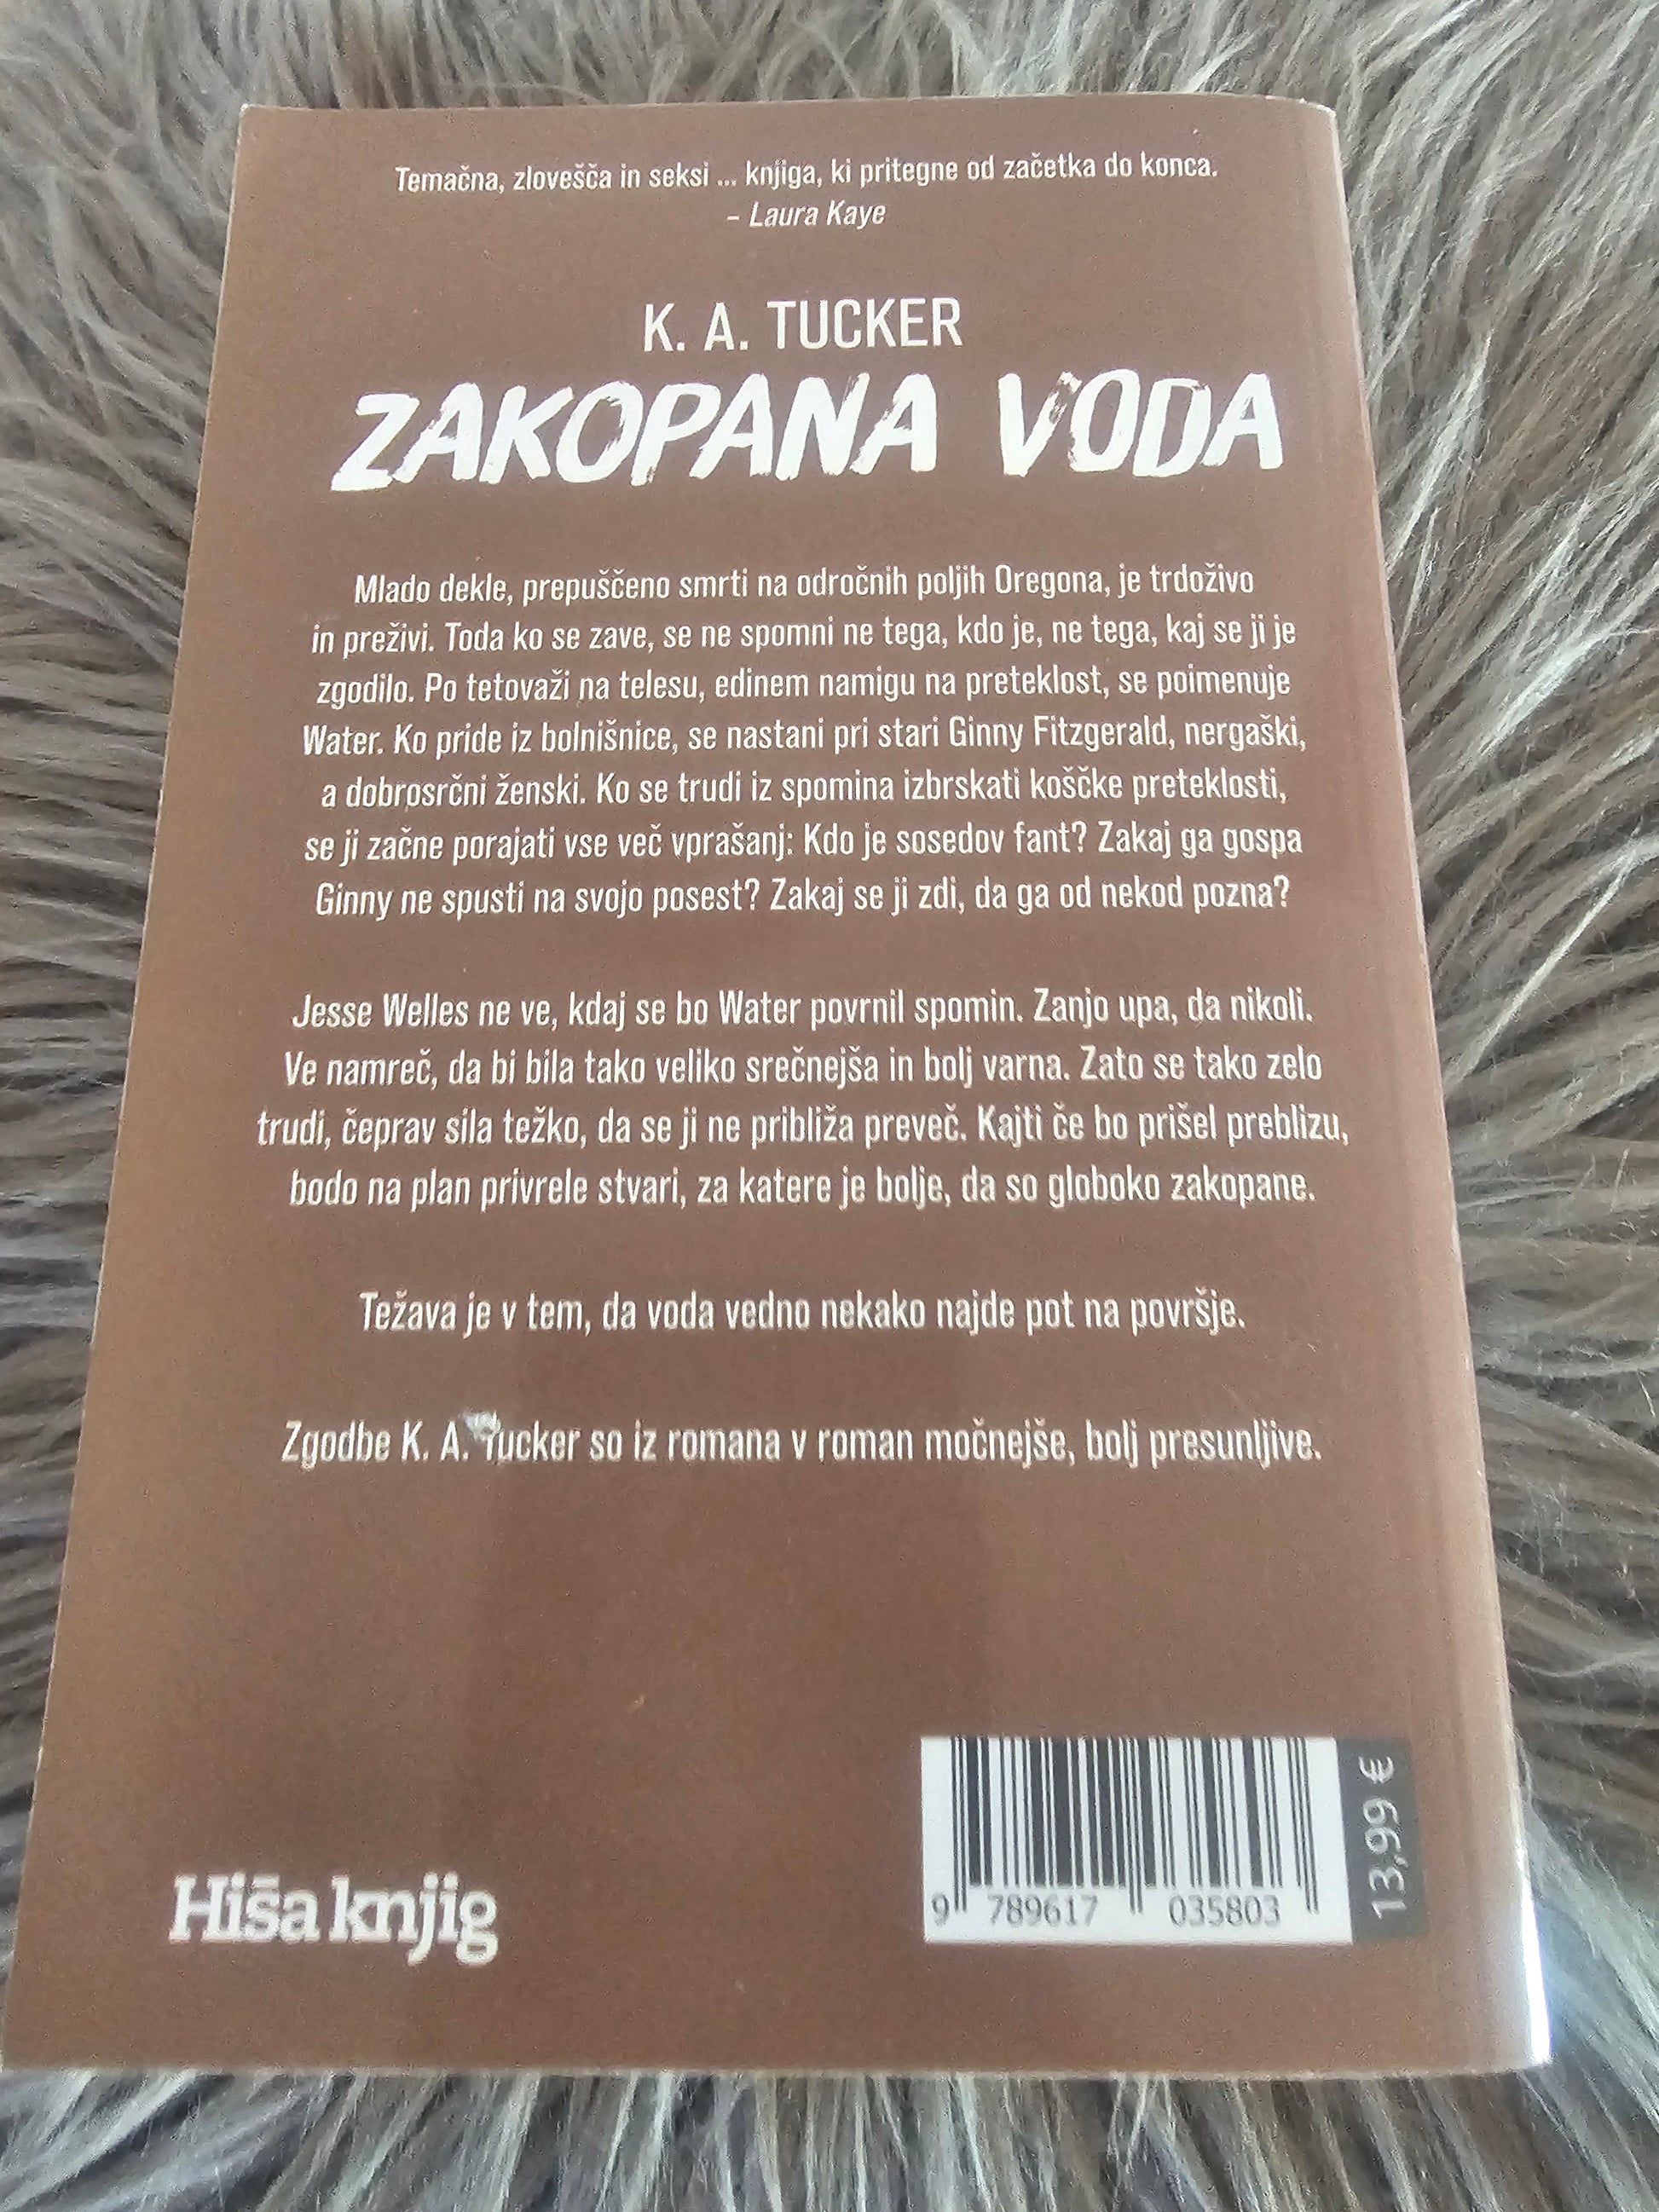 Temačna, zlovešča in seksi ... knjiga, ki pritegne od začetka do konca.
– Laura Kaye
K. A. TUCKER
ZAKOPANA VODA
Mlado dekle, prepuščeno smrti na odročnih poljih Oregona, je trdoživo
in preživi. Toda ko se zave, se ne spomni ne tega, kdo je, ne tega, kaj se ji je
zgodilo. Po tetovaži na telesu, edinem namigu na preteklost, se poimenuje
Water. Ko pride iz bolnišnice, se nastani pri stari Ginny Fitzgerald, nergaški,
a dobrosrčni ženski. Ko se trudi iz spomina izbrskati koščke preteklosti,
se ji začne porajati vse več vprašanj: Kdo je sosedov fant? Zakaj ga gospa
Ginny ne spusti na svojo posest? Zakaj se ji zdi, da ga od nekod pozna?
Jesse Welles ne ve, kdaj se bo Water povrnil spomin. Zanjo upa, da nikoli.
Ve namreč, da bi bila tako veliko srečnejša in bolj varna. Zato se tako zelo
trudi, čeprav sila težko, da se ji ne približa preveč. Kajti če bo prišel preblizu,
bodo na plan privrele stvari, za katere je bolje, da so globoko zakopane.
Težava je v tem, da voda vedno nekako najde pot na površje.
Zgodbe K. A. Tucker so iz romana v roman močnejše, bolj presunljive.
Hiša knjig
9 789617 035803
13,99 €